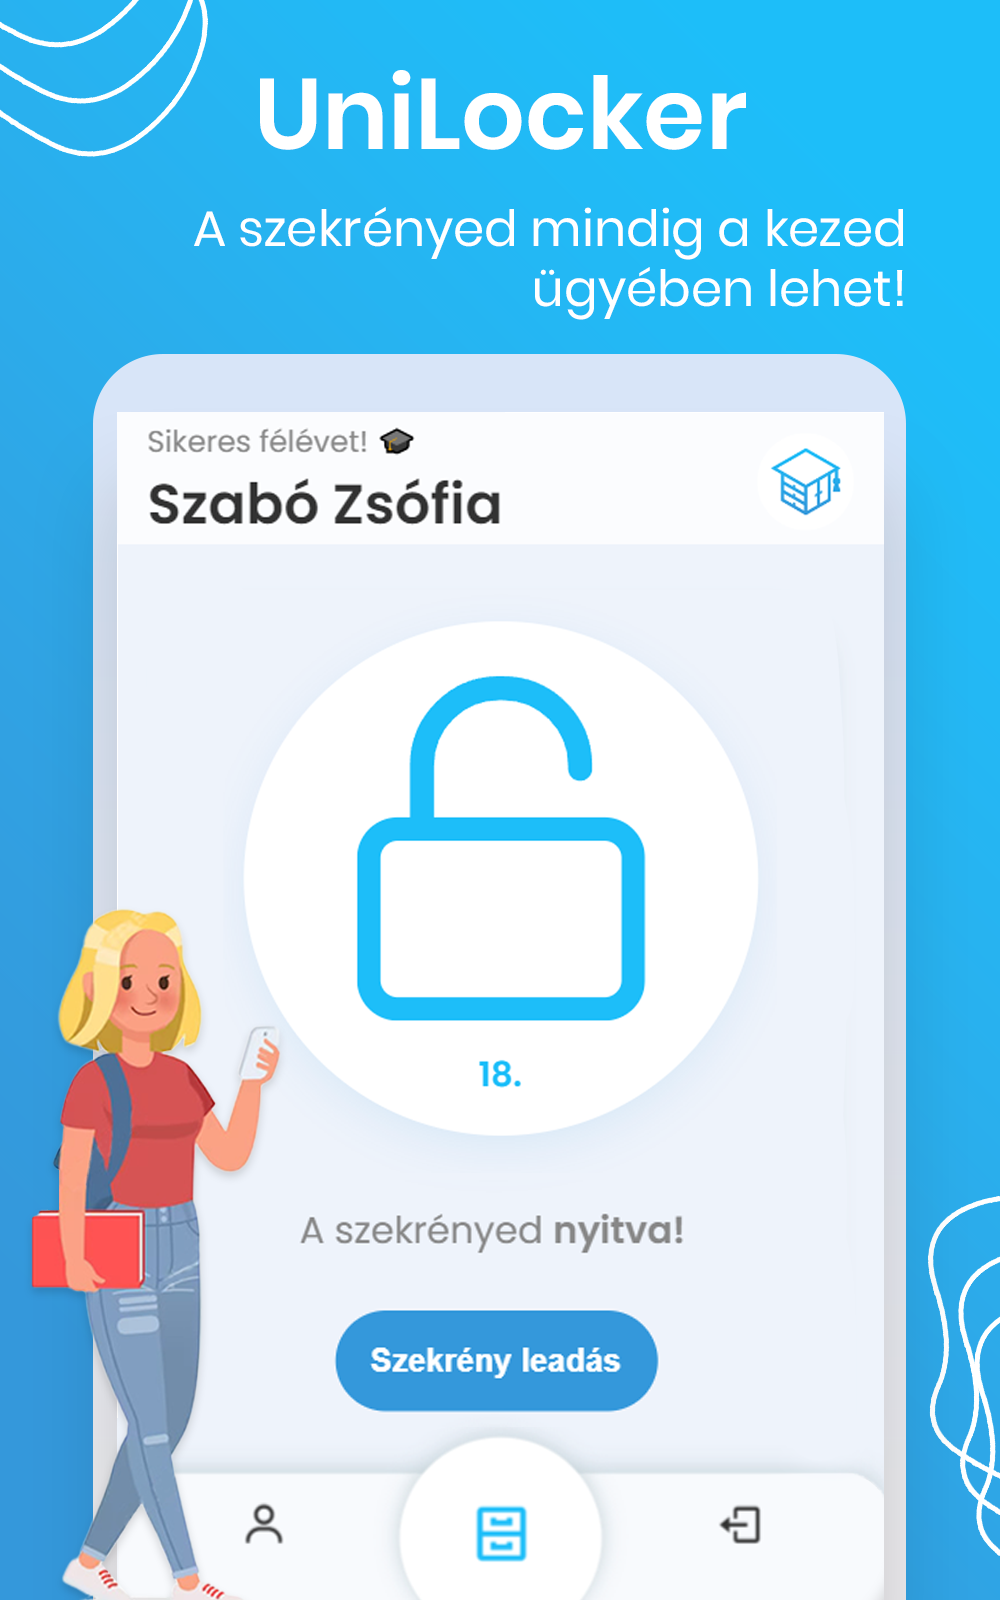 UniLocker
A szekrényed mindig a kezed
ügyében lehet!
Sikeres félévet! 🎓
Szabó Zsófia
18.
A szekrényed nyitva!
Szekrény leadás